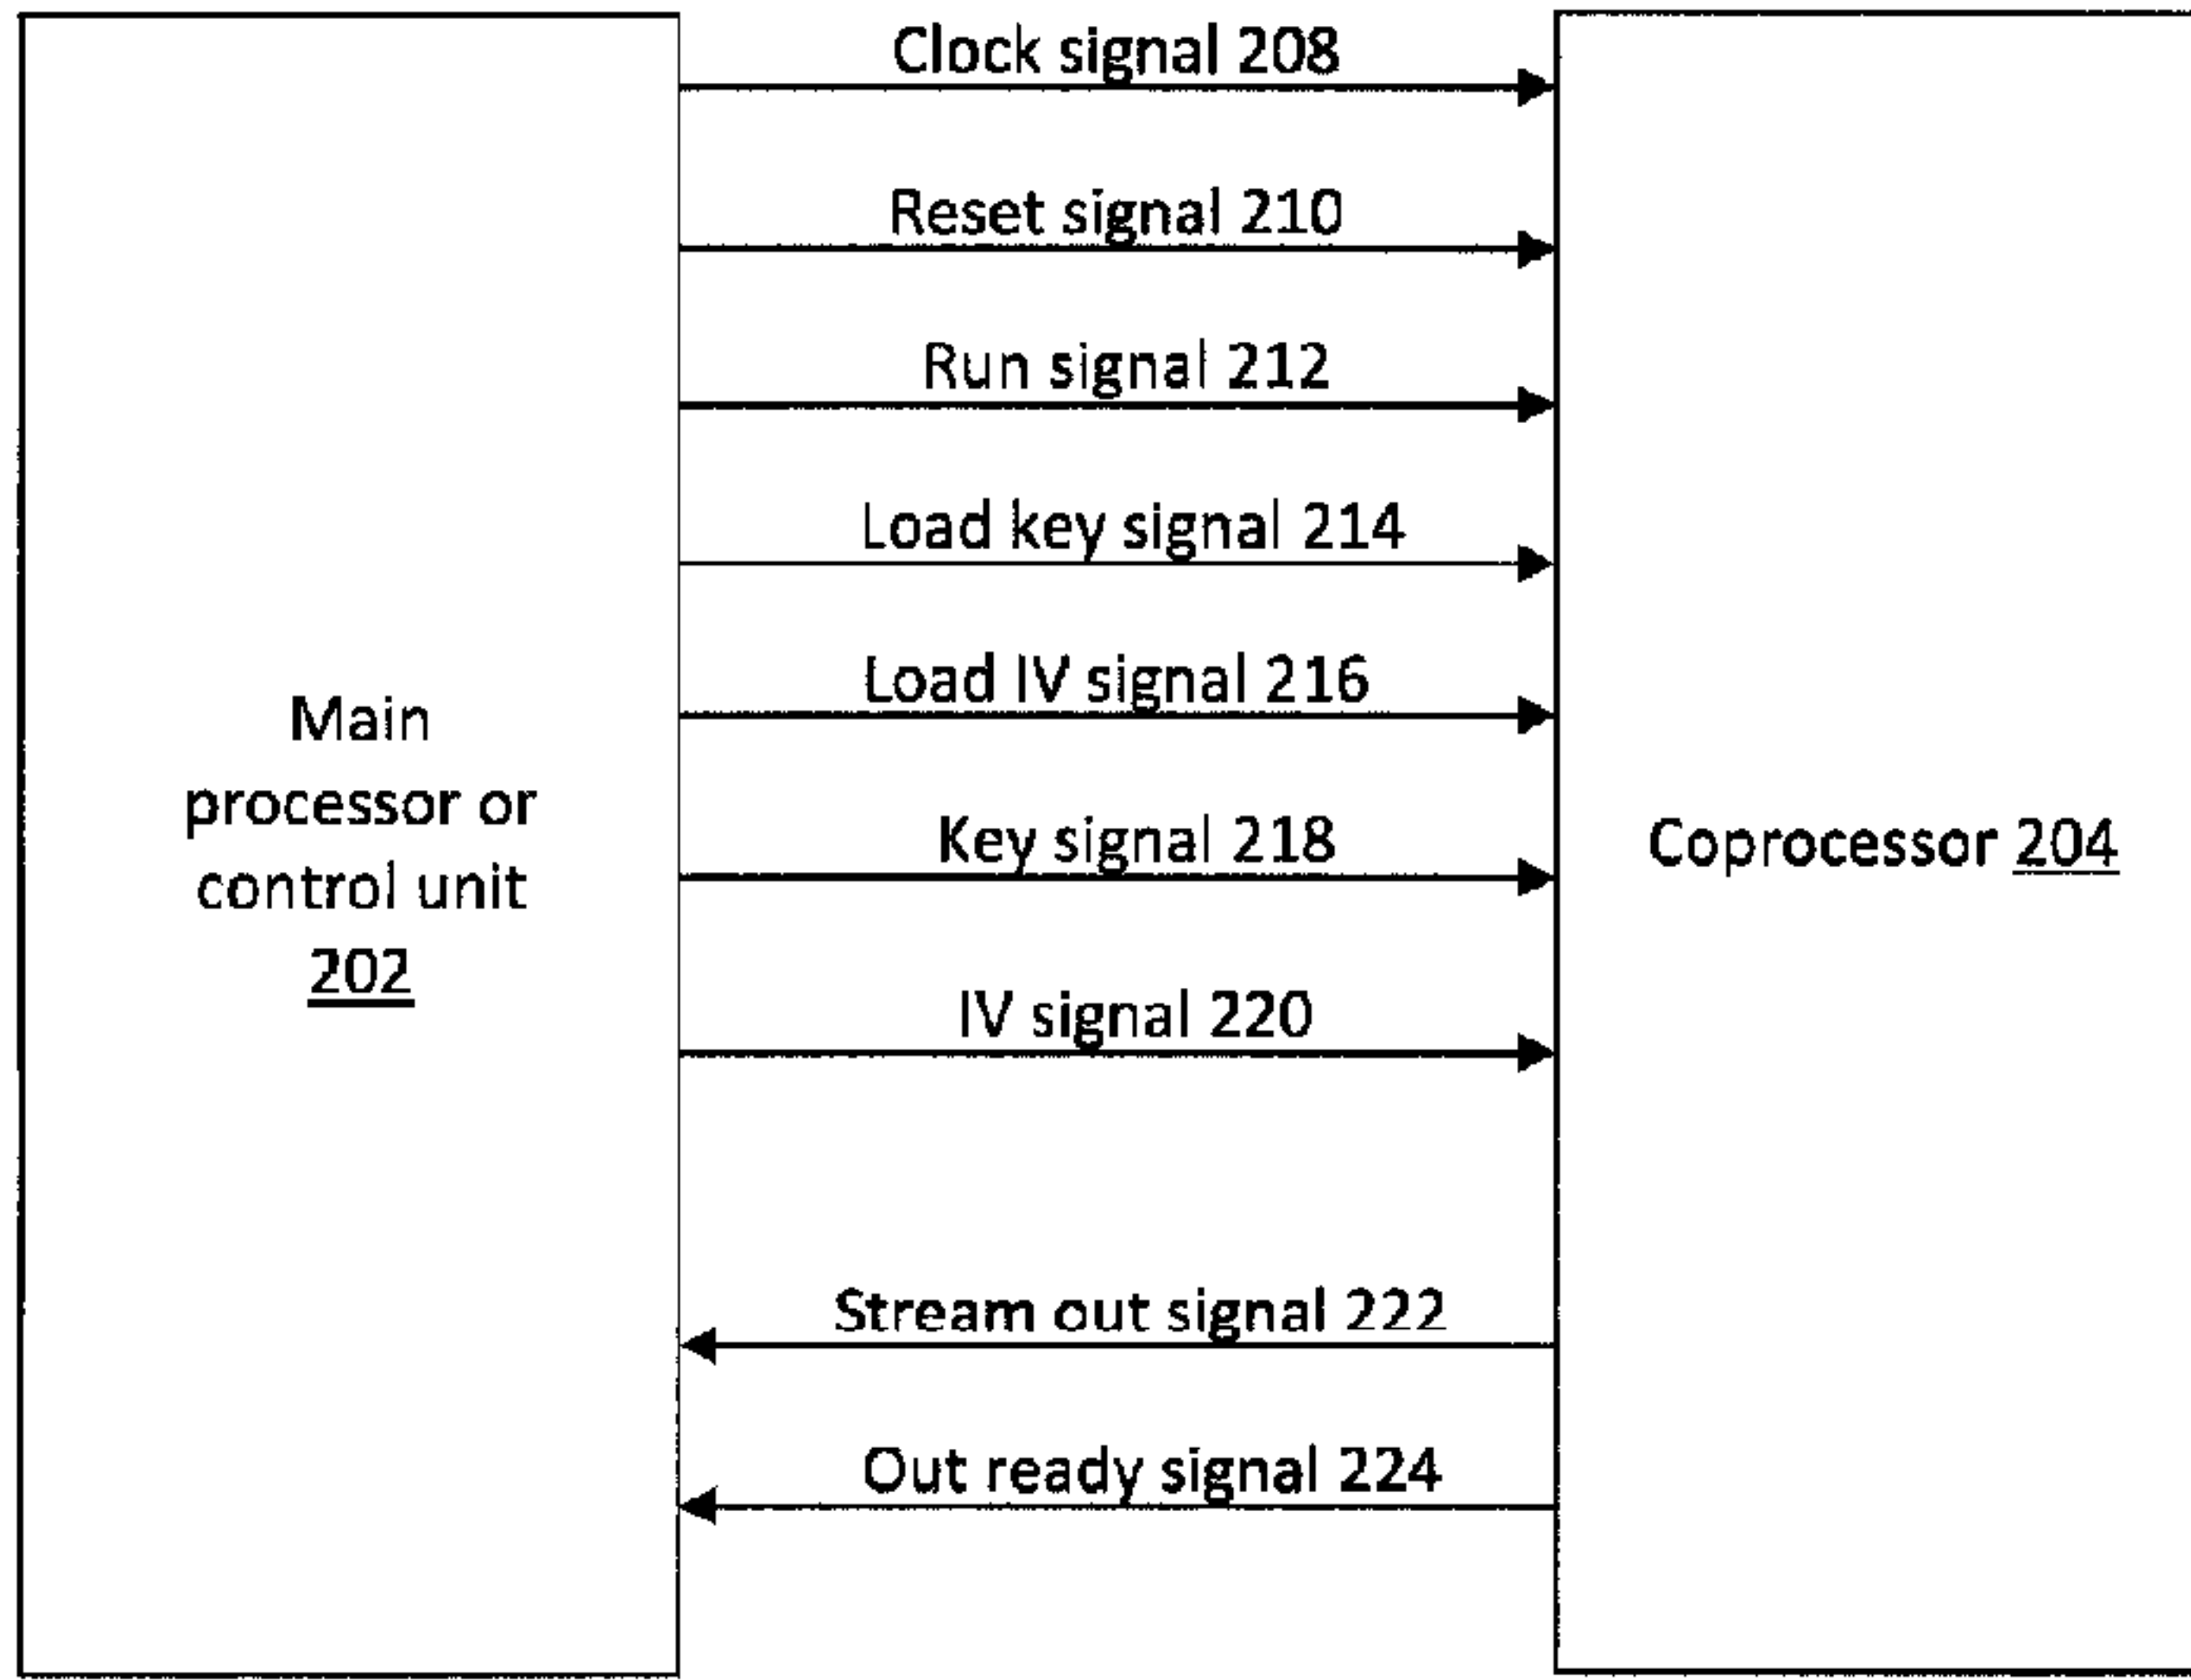 Clock signal 208
Reset signal 210
Run signal 212
Load key signal 214
Load IV signal 216
Key signal 218
IV signal 220
Stream out signal 222
Out ready signal 224
Main
processor or
control unit
202
Coprocessor 204